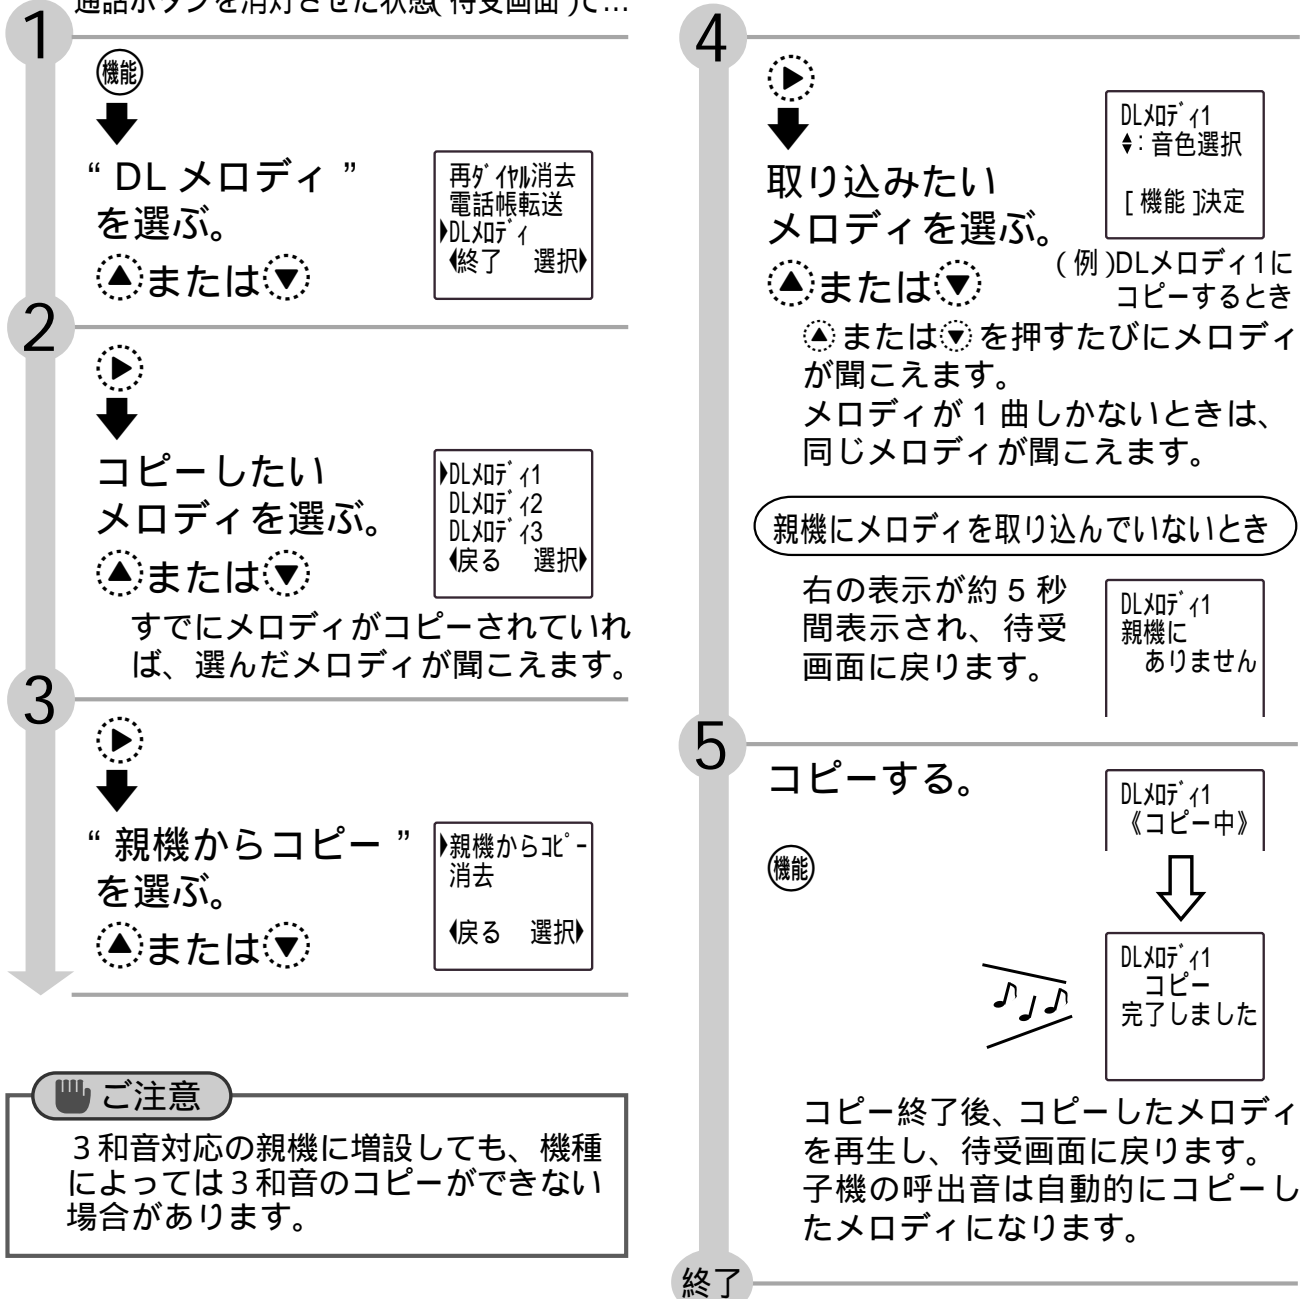 通話ボタンを消灯させた状態(待受画面)で…
1
機能
“DLメロディ”
を選ぶ。
▲または▼
再ダイヤル消去
電話帳転送
DLメロディ
終了 選択
2
コピーしたい
メロディを選ぶ。
▲または▼
DLメロディ1
DLメロディ2
DLメロディ3
戻る 選択
すでにメロディがコピーされていれ
ば、選んだメロディが聞こえます。
3
“親機からコピー”
を選ぶ。
▲または▼
親機からコピー
消去
戻る 選択
ご注意
3和音対応の親機に増設しても、機種
によっては3和音のコピーができない
場合があります。
4
取り込みたい
メロディを選ぶ。
▲または▼
DLメロディ1
:音色選択
[機能]決定
(例)DLメロディ1に
コピーするとき
▲または▼を押すたびにメロディ
が聞こえます。
メロディが1曲しかないときは、
同じメロディが聞こえます。
親機にメロディを取り込んでいないとき
右の表示が約5秒
間表示され、待受
画面に戻ります。
DLメロディ1
親機に
ありません
5
コピーする。
機能
DLメロディ1
《コピー中》
DLメロディ1
コピー
完了しました
コピー終了後、コピーしたメロディ
を再生し、待受画面に戻ります。
子機の呼出音は自動的にコピーし
たメロディになります。
終了